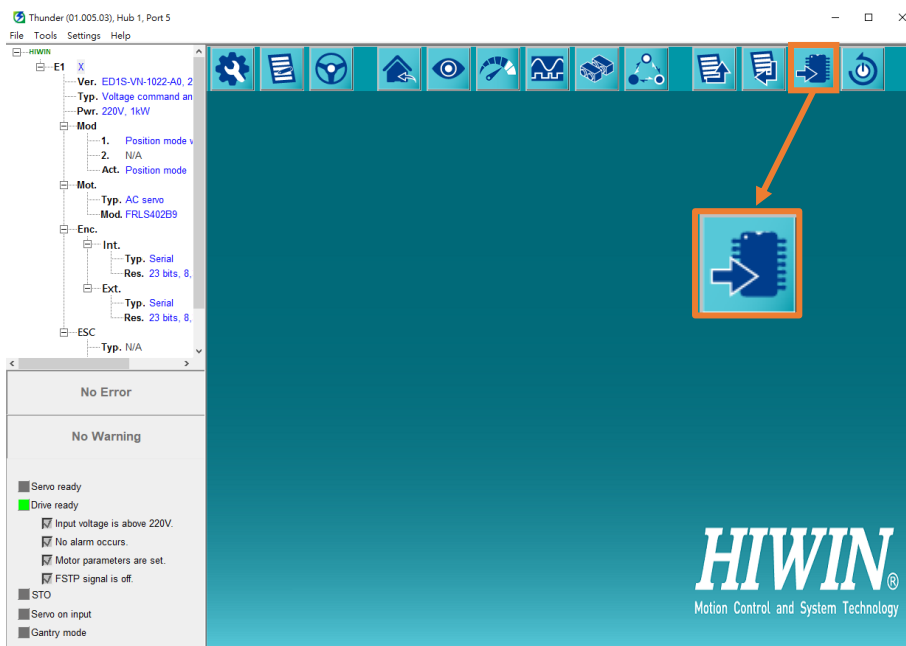 Thunder (01.005.03), Hub 1, Port 5
File Tools Settings Help
HIWIN
E1 X
Ver. ED1S-VN-1022-A0, 2
Typ. Voltage command an
Pwr. 220V, 1kW
Mod
1. Position mode
2. N/A
Act. Position mode
Mot.
Typ. AC servo
Mod. FRLS402B9
Enc.
Int.
Typ. Serial
Res. 23 bits, 8,
Ext.
Typ. Serial
Res. 23 bits, 8,
ESC
Typ. N/A
No Error
No Warning
Servo ready
Drive ready
Input voltage is above 220V.
No alarm occurs.
Motor parameters are set.
FSTP signal is off.
STO
Servo on input
Gantry mode
HIWIN®
Motion Control and System Technology